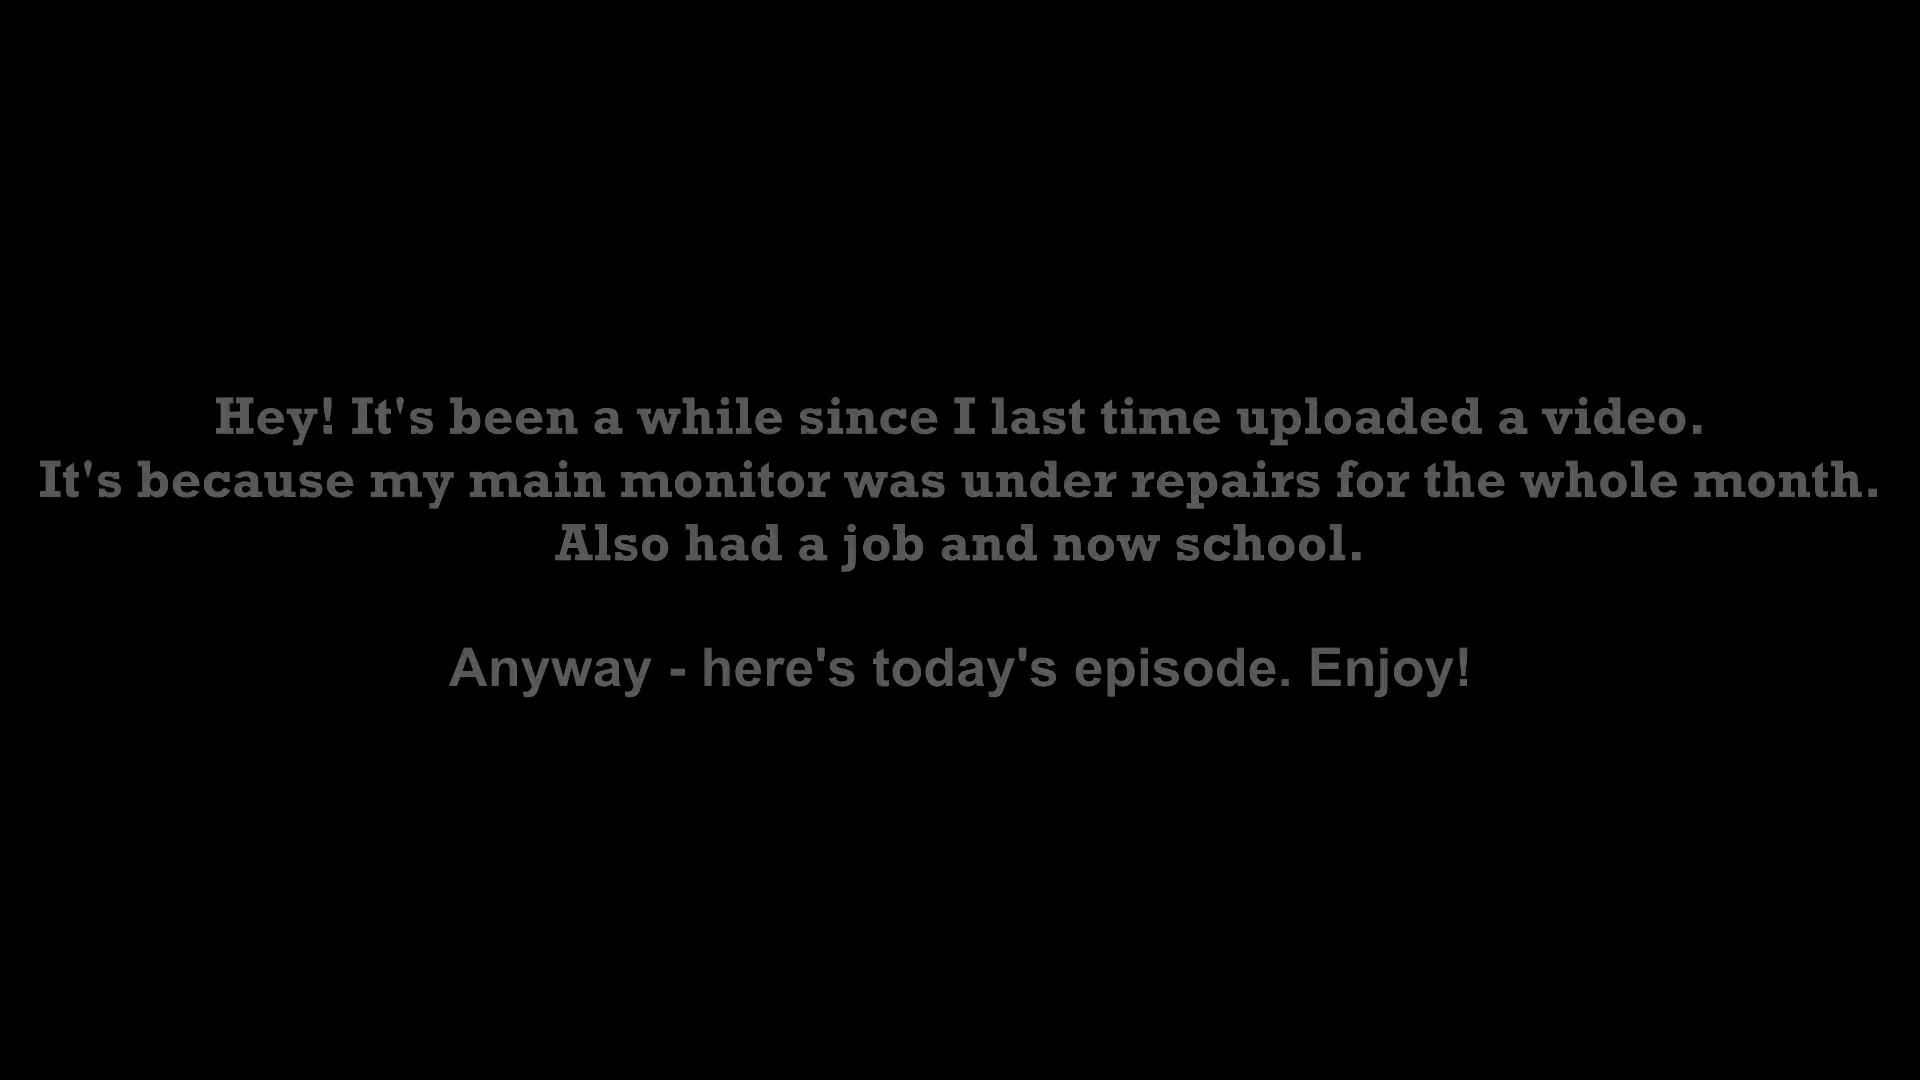 Hey! It's been a while since I last time uploaded a video.
It's because my main monitor was under repairs for the whole month.
Also had a job and now school.
Anyway - here's today's episode. Enjoy!